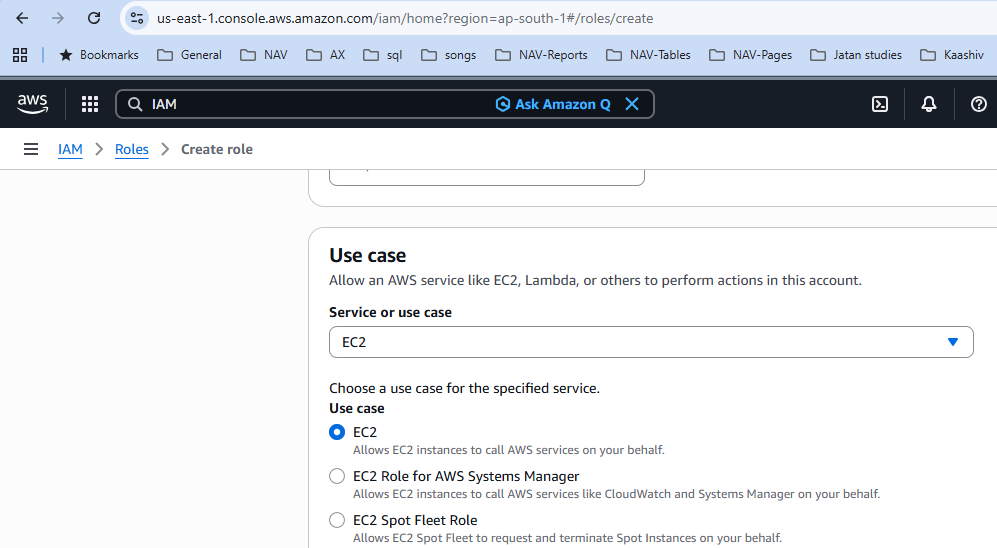 us-east-1.console.aws.amazon.com/iam/home?region=ap-south-1#/roles/create
Bookmarks General NAV AX sql songs NAV-Reports NAV-Tables NAV-Pages Jatan studies Kaashiv
aws IAM Ask Amazon Q
IAM Roles Create role
Use case
Allow an AWS service like EC2, Lambda, or others to perform actions in this account.
Service or use case
EC2
Choose a use case for the specified service.
Use case
EC2
Allows EC2 instances to call AWS services on your behalf.
EC2 Role for AWS Systems Manager
Allows EC2 instances to call AWS services like CloudWatch and Systems Manager on your behalf.
EC2 Spot Fleet Role
Allows EC2 Spot Fleet to request and terminate Spot Instances on your behalf.